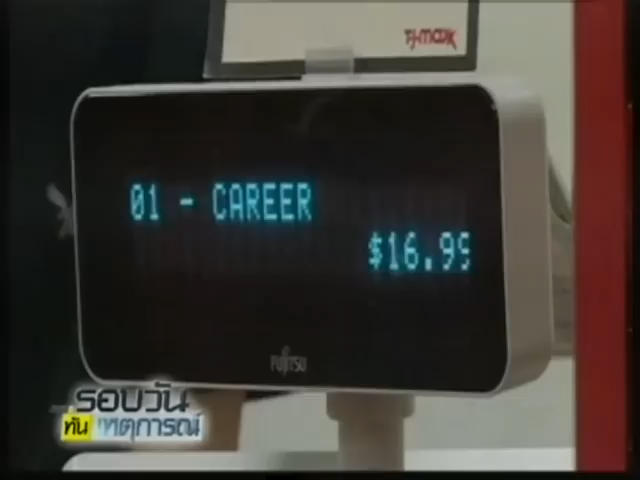 T.J.maxx
01 - CAREER
$16.99
FUJITSU
รอบวัน
ทันเหตุการณ์